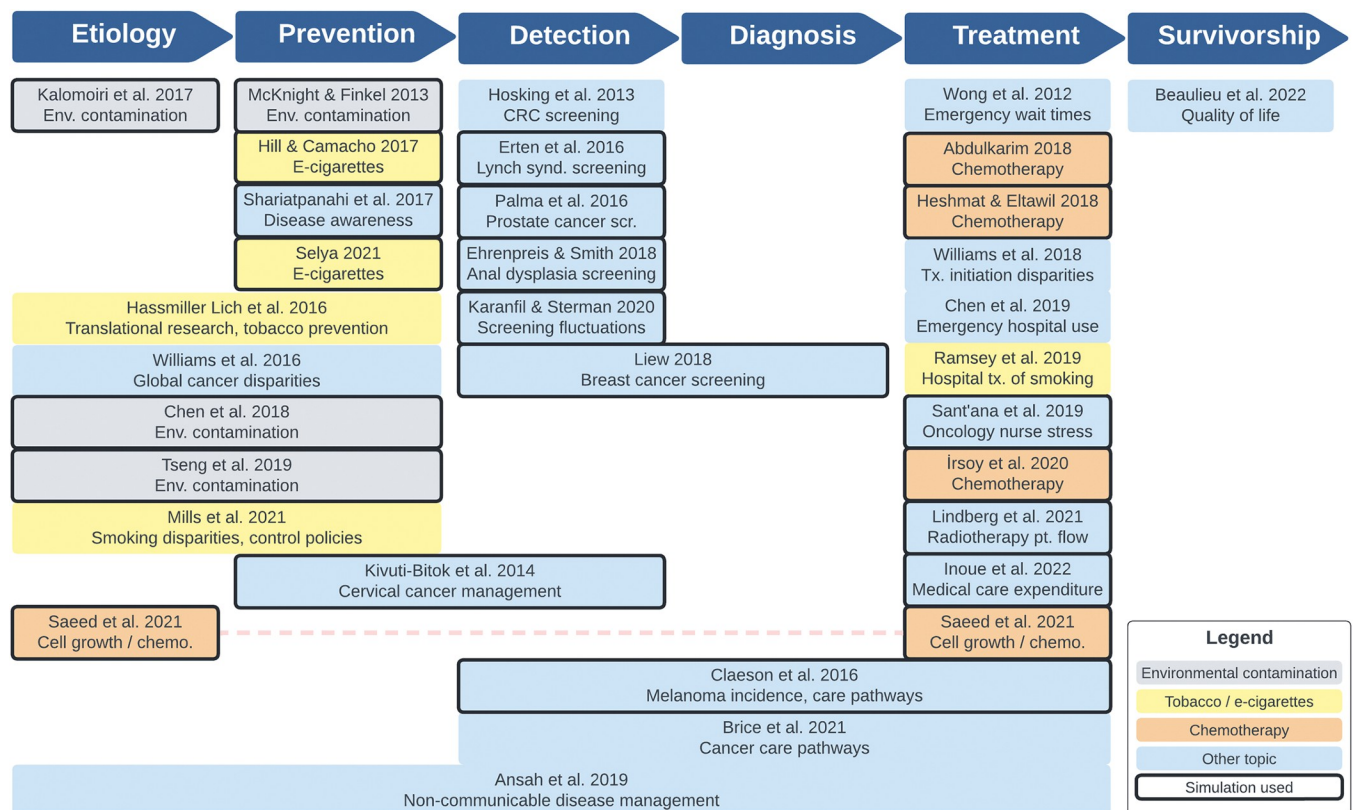 Etiology
Prevention
Detection
Diagnosis
Treatment
Survivorship
Kalomoiri et al. 2017
Env. contamination
McKnight & Finkel 2013
Env. contamination
Hosking et al. 2013
CRC screening
Wong et al. 2012
Emergency wait times
Beaulieu et al. 2022
Quality of life
Hill & Camacho 2017
E-cigarettes
Erten et al. 2016
Lynch synd. screening
Abdulkarim 2018
Chemotherapy
Shariatpanahi et al. 2017
Disease awareness
Palma et al. 2016
Prostate cancer scr.
Heshmat & Eltawil 2018
Chemotherapy
Selya 2021
E-cigarettes
Ehrenpreis & Smith 2018
Anal dysplasia screening
Williams et al. 2018
Tx. initiation disparities
Hassmiller Lich et al. 2016
Translational research, tobacco prevention
Karanfil & Sterman 2020
Screening fluctuations
Chen et al. 2019
Emergency hospital use
Williams et al. 2016
Global cancer disparities
Liew 2018
Breast cancer screening
Ramsey et al. 2019
Hospital tx. of smoking
Chen et al. 2018
Env. contamination
Sant'ana et al. 2019
Oncology nurse stress
Tseng et al. 2019
Env. contamination
İrsoy et al. 2020
Chemotherapy
Mills et al. 2021
Smoking disparities, control policies
Lindberg et al. 2021
Radiotherapy pt. flow
Kivuti-Bitok et al. 2014
Cervical cancer management
Inoue et al. 2022
Medical care expenditure
Saeed et al. 2021
Cell growth / chemo.
Saeed et al. 2021
Cell growth / chemo.
Claeson et al. 2016
Melanoma incidence, care pathways
Brice et al. 2021
Cancer care pathways
Ansah et al. 2019
Non-communicable disease management
Legend
Environmental contamination
Tobacco / e-cigarettes
Chemotherapy
Other topic
Simulation used